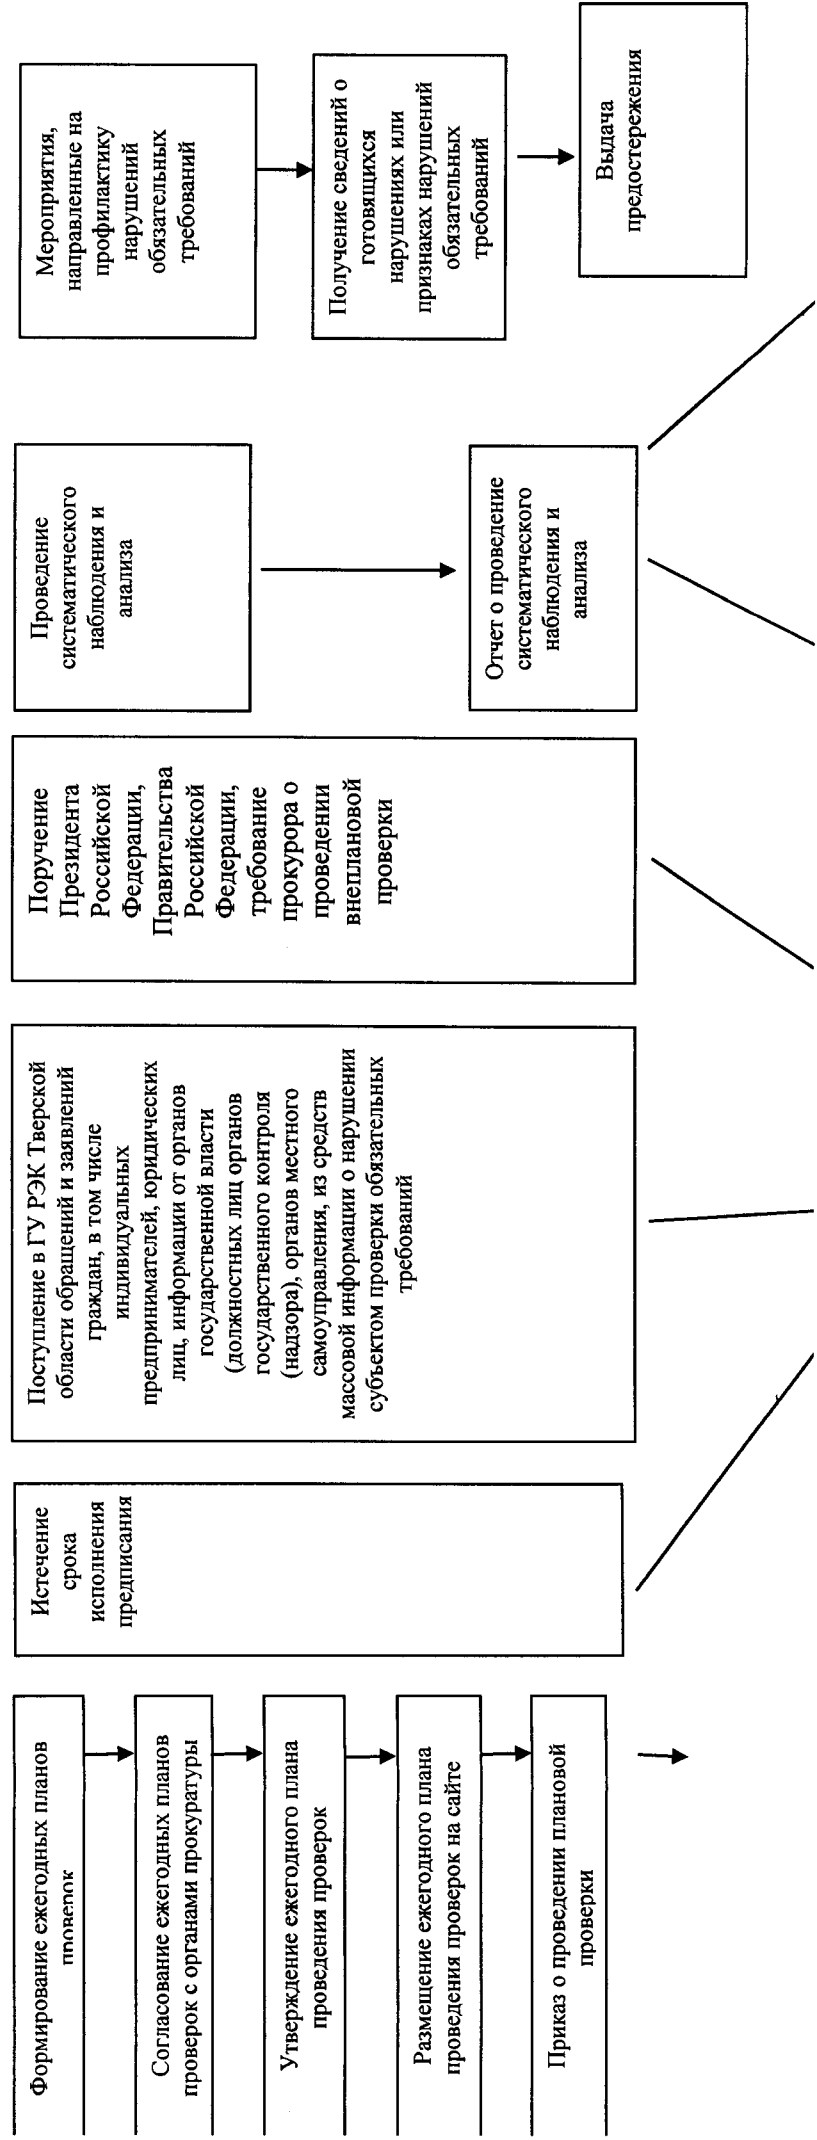 Формирование ежегодных планов
проверок
Согласование ежегодных планов
проверок с органами прокуратуры
Утверждение ежегодного плана
проведения проверок
Размещение ежегодного плана
проведения проверок на сайте
Приказ о проведении плановой
проверки
Истечение
срока
исполнения
предписания
Поступление в ГУ РЭК Тверской
области обращений и заявлений
граждан, в том числе
индивидуальных
предпринимателей, юридических
лиц, информации от органов
государственной власти
(должностных лиц органов
государственного контроля
(надзора), органов местного
самоуправления, из средств
массовой информации о нарушении
субъектом проверки обязательных
требований
Поручение
Президента
Российской
Федерации,
Правительства
Российской
Федерации,
требование
прокурора о
проведении
внеплановой
проверки
Проведение
систематического
наблюдения и
анализа
Отчет о проведение
систематического
наблюдения и
анализа
Мероприятия,
направленные на
профилактику
нарушений
обязательных
требований
Получение сведений о
готовящихся
нарушениях или
признаках нарушений
обязательных
требований
Выдача
предостережения